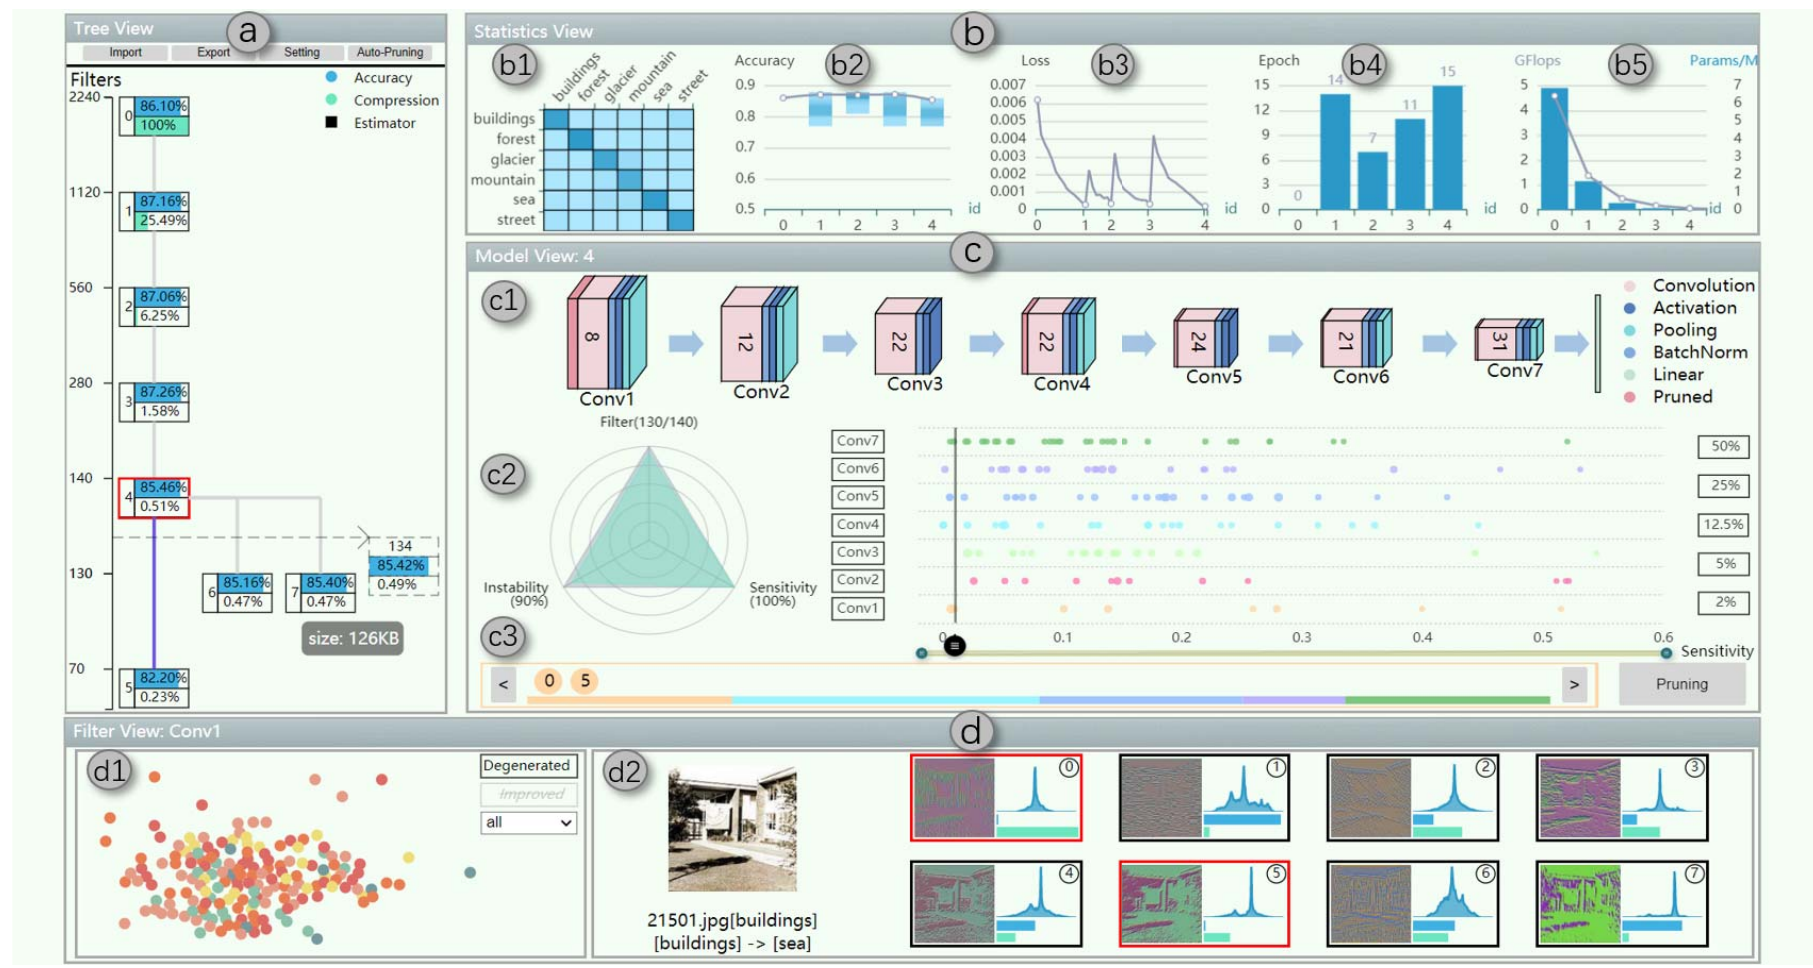 Tree View
a
Import Export Setting Auto-Pruning
Filters
Accuracy
Compression
Estimator
2240
0 86.10%
100%
1120
1 87.16%
25.49%
560
2 87.06%
6.25%
280
3 87.26%
1.58%
140
4 85.46%
0.51%
134
85.42%
0.49%
130
6 85.16%
0.47%
7 85.40%
0.47%
size: 126KB
70
5 82.20%
0.23%
Statistics View
b
b1
buildings forest glacier mountain sea street
buildings
forest
glacier
mountain
sea
street
Accuracy
b2
0.9
0.8
0.7
0.6
0.5
0 1 2 3 4
id
Loss
b3
0.007
0.006
0.005
0.004
0.003
0.002
0.001
0
0 1 2 3 4
id
Epoch
b4
15
12
9
6
3
0
0 14 7 11 15
0 1 2 3 4
id
GFlops
b5
Params/M
5
4
3
2
1
0
7
6
5
4
3
2
1
0
0 1 2 3 4
id
Model View: 4
c
c1
8 12 22 22 24 21 31
Conv1 Conv2 Conv3 Conv4 Conv5 Conv6 Conv7
Convolution
Activation
Pooling
BatchNorm
Linear
Pruned
c2
Filter(130/140)
Instability
(90%)
Sensitivity
(100%)
Conv7
Conv6
Conv5
Conv4
Conv3
Conv2
Conv1
50%
25%
12.5%
5%
2%
0 0.1 0.2 0.3 0.4 0.5 0.6
Sensitivity
c3
< 0 5 >
Pruning
Filter View: Conv1
d
d1
Degenerated
Improved
all
d2
21501.jpg[buildings]
[buildings] -> [sea]
0 1 2 3
4 5 6 7